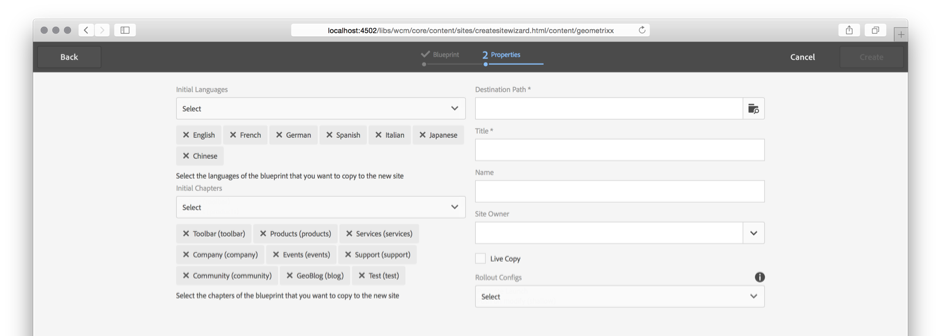 localhost:4502/libs/wcm/core/content/sites/createsitewizard.html/content/geometrixx
Back
Blueprint
2 Properties
Cancel
Create
Initial Languages
Select
English French German Spanish Italian Japanese
Chinese
Select the languages of the blueprint that you want to copy to the new site
Initial Chapters
Select
Toolbar (toolbar) Products (products) Services (services)
Company (company) Events (events) Support (support)
Community (community) GeoBlog (blog) Test (test)
Select the chapters of the blueprint that you want to copy to the new site
Destination Path *
Title *
Name
Site Owner
Live Copy
Rollout Configs
Select